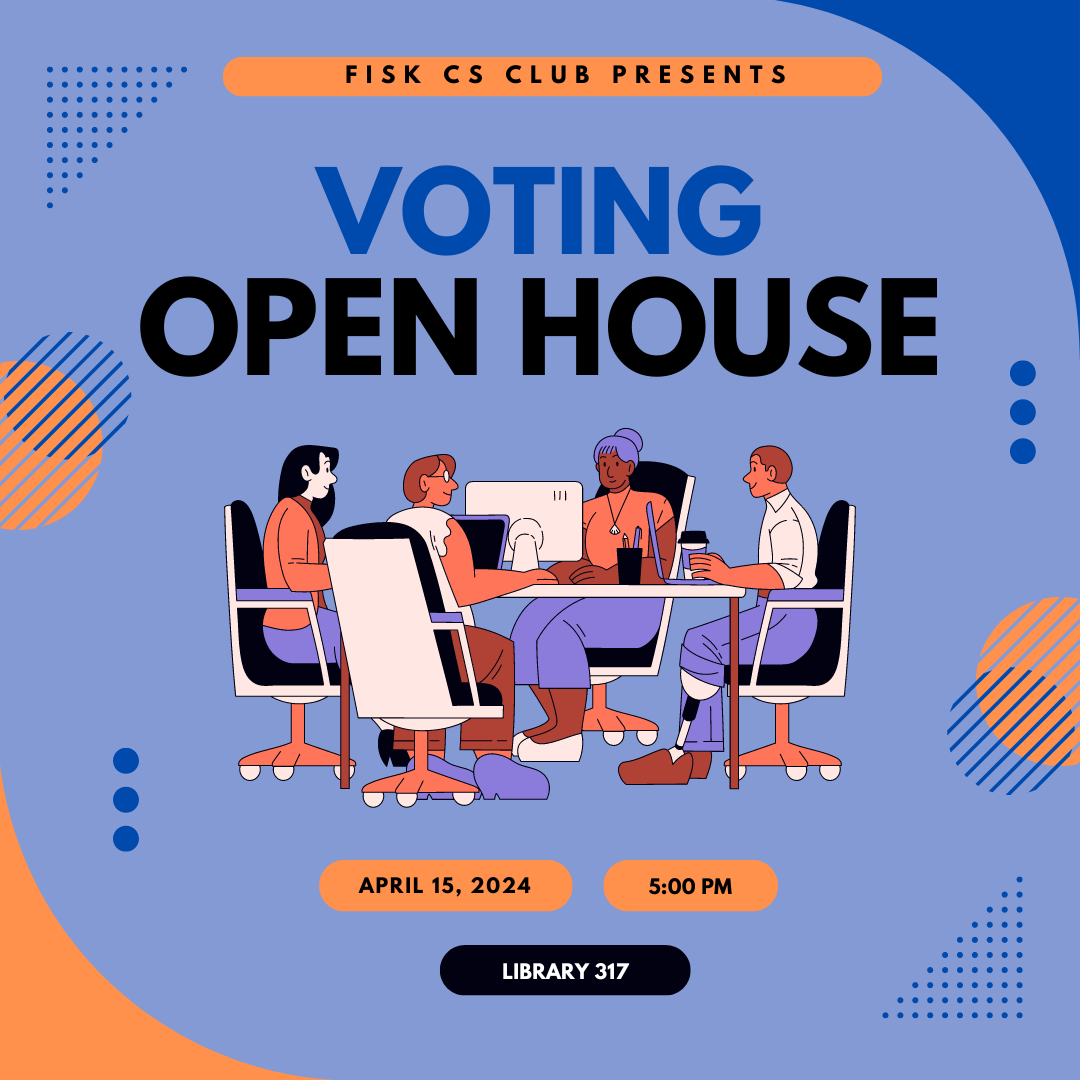 FISK CS CLUB PRESENTS
VOTING
OPEN HOUSE
APRIL 15, 2024
5:00 PM
LIBRARY 317